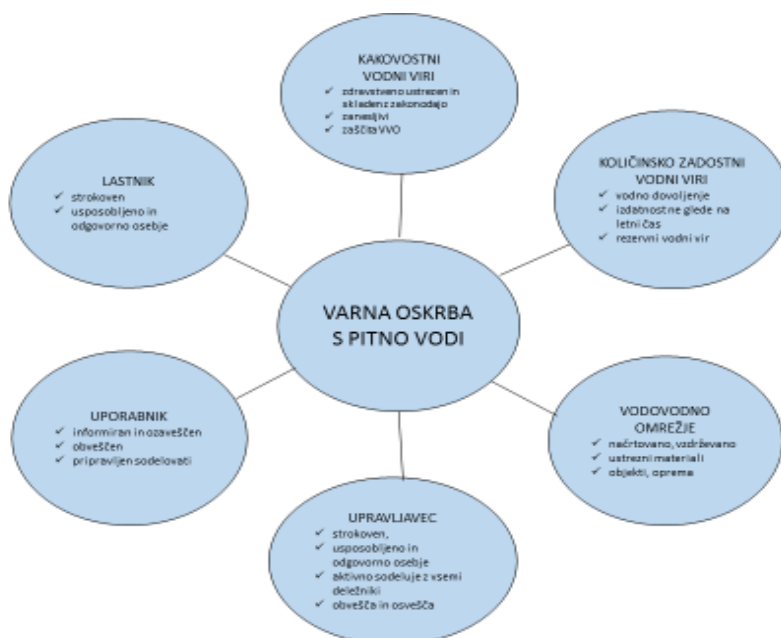 KAKOVOSTNI
VODNI VIRI
✓ zdravstveno ustrezen in
skladen z zakonodajo
✓ zanesljivi
✓ zaščita VVO
KOLIČINSKO ZADOSTNI
VODNI VIRI
✓ vodno dovoljenje
✓ izdatnost ne glede na
letni čas
✓ rezervni vodni vir
LASTNIK
✓ strokoven
✓ usposobljeno in
odgovorno osebje
VARNA OSKRBA
S PITNO VODI
UPORABNIK
✓ informiran in ozaveščen
✓ obveščen
✓ pripravljen sodelovati
VODOVODNO
OMREŽJE
✓ načrtovano, vzdrževano
✓ ustrezni materiali
✓ objekti, oprema
UPRAVLJAVEC
✓ strokoven,
✓ usposobljeno in
odgovorno osebje
✓ aktivno sodeluje z vsemi
deležniki
✓ obvešča in osvešča